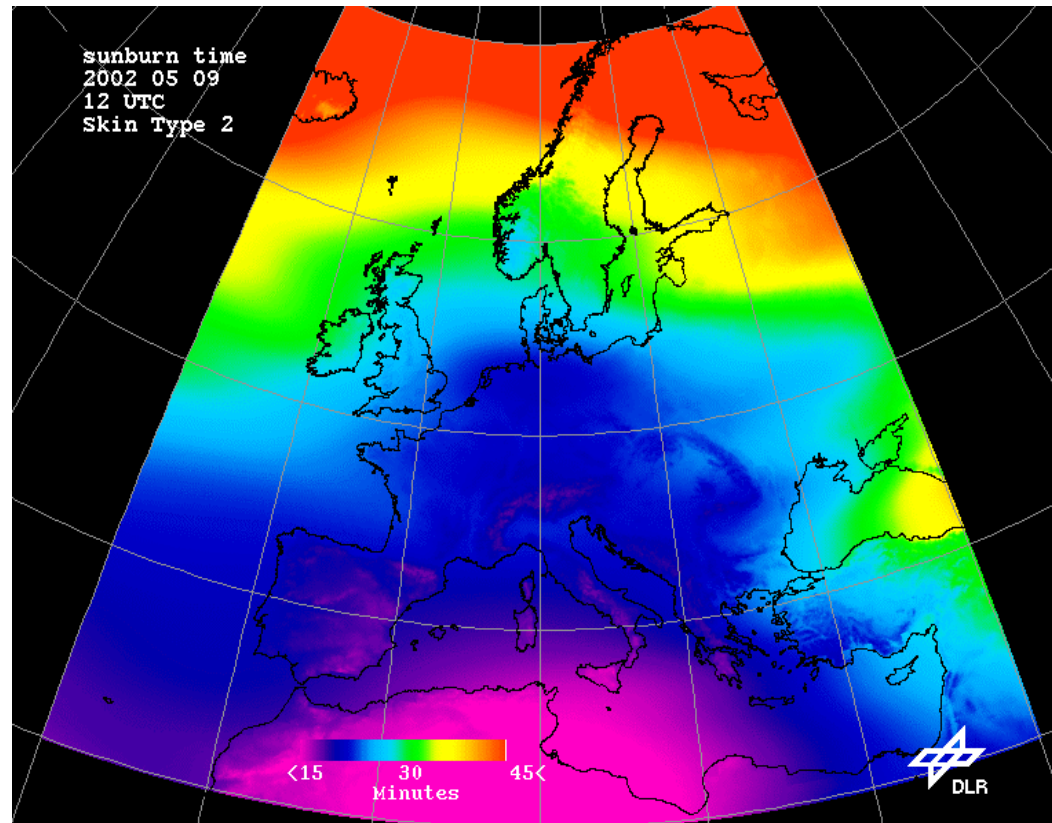 sunburn time
2002 05 09
12 UTC
Skin Type 2
<15 30 45<
Minutes
DLR